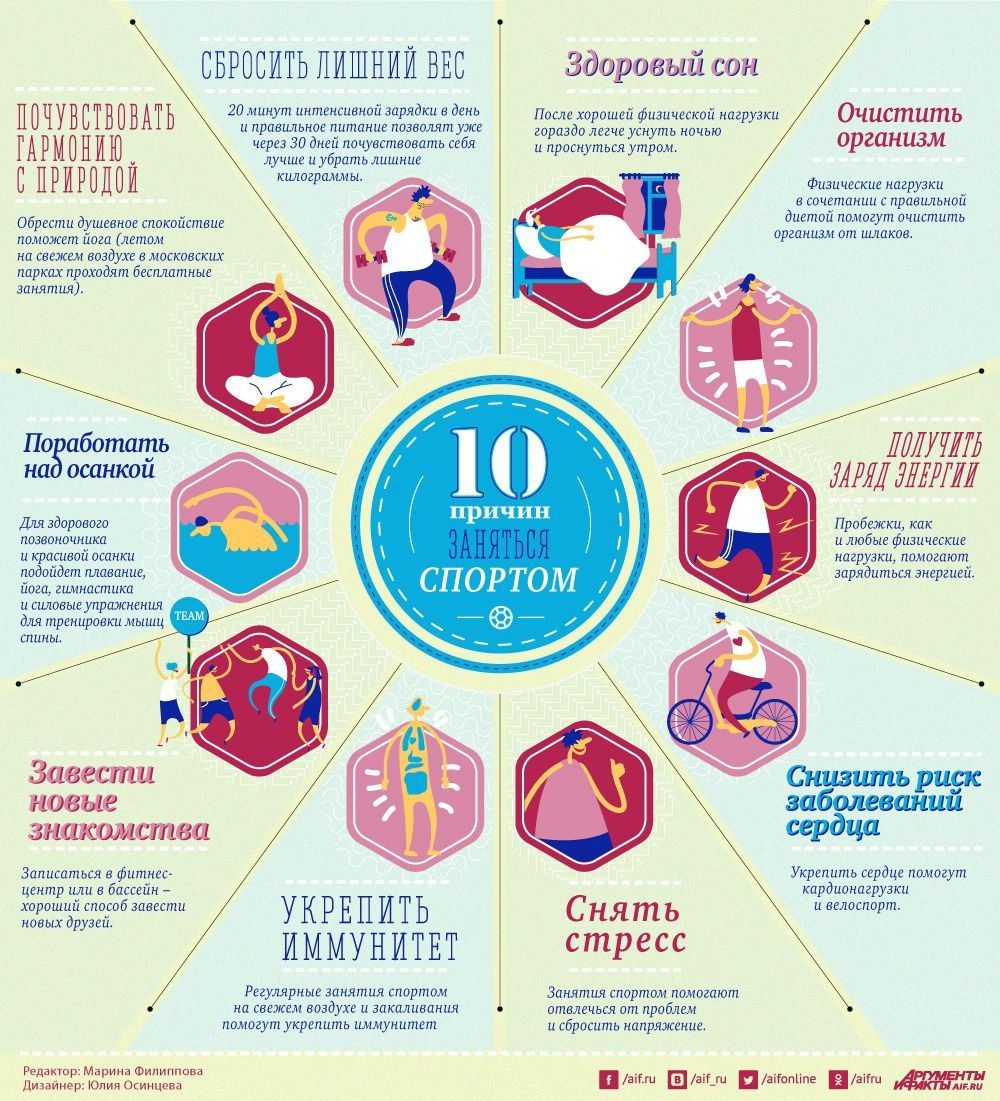 10
причин
ЗАНЯТЬСЯ
СПОРТОМ
СБРОСИТЬ ЛИШНИЙ ВЕС
20 минут интенсивной зарядки в день
и правильное питание позволят уже
через 30 дней почувствовать себя
лучше и убрать лишние
килограммы.
Здоровый сон
После хорошей физической нагрузки
гораздо легче уснуть ночью
и проснуться утром.
Очистить
организм
Физические нагрузки
в сочетании с правильной
диетой помогут очистить
организм от шлаков.
ПОЛУЧИТЬ
ЗАРЯД ЭНЕРГИИ
Пробежки, как
и любые физические
нагрузки, помогают
зарядиться энергией.
Снизить риск
заболеваний
сердца
Укрепить сердце помогут
кардионагрузки
и велоспорт.
Снять
стресс
Занятия спортом помогают
отвлечься от проблем
и сбросить напряжение.
УКРЕПИТЬ
ИММУНИТЕТ
Регулярные занятия спортом
на свежем воздухе и закаливания
помогут укрепить иммунитет
TEAM
Завести
новые
знакомства
Записаться в фитнес-
центр или в бассейн –
хороший способ завести
новых друзей.
Поработать
над осанкой
Для здорового
позвоночника
и красивой осанки
подойдет плавание,
йога, гимнастика
и силовые упражнения
для тренировки мышц
спины.
ПОЧУВСТВОВАТЬ
ГАРМОНИЮ
С ПРИРОДОЙ
Обрести душевное спокойствие
поможет йога (летом
на свежем воздухе в московских
парках проходят бесплатные
занятия).
Редактор: Марина Филиппова
Дизайнер: Юлия Осинцева
/aif.ru
/aif_ru
/aifonline
/aifru
АРГУМЕНТЫ
И ФАКТЫ AIF.RU